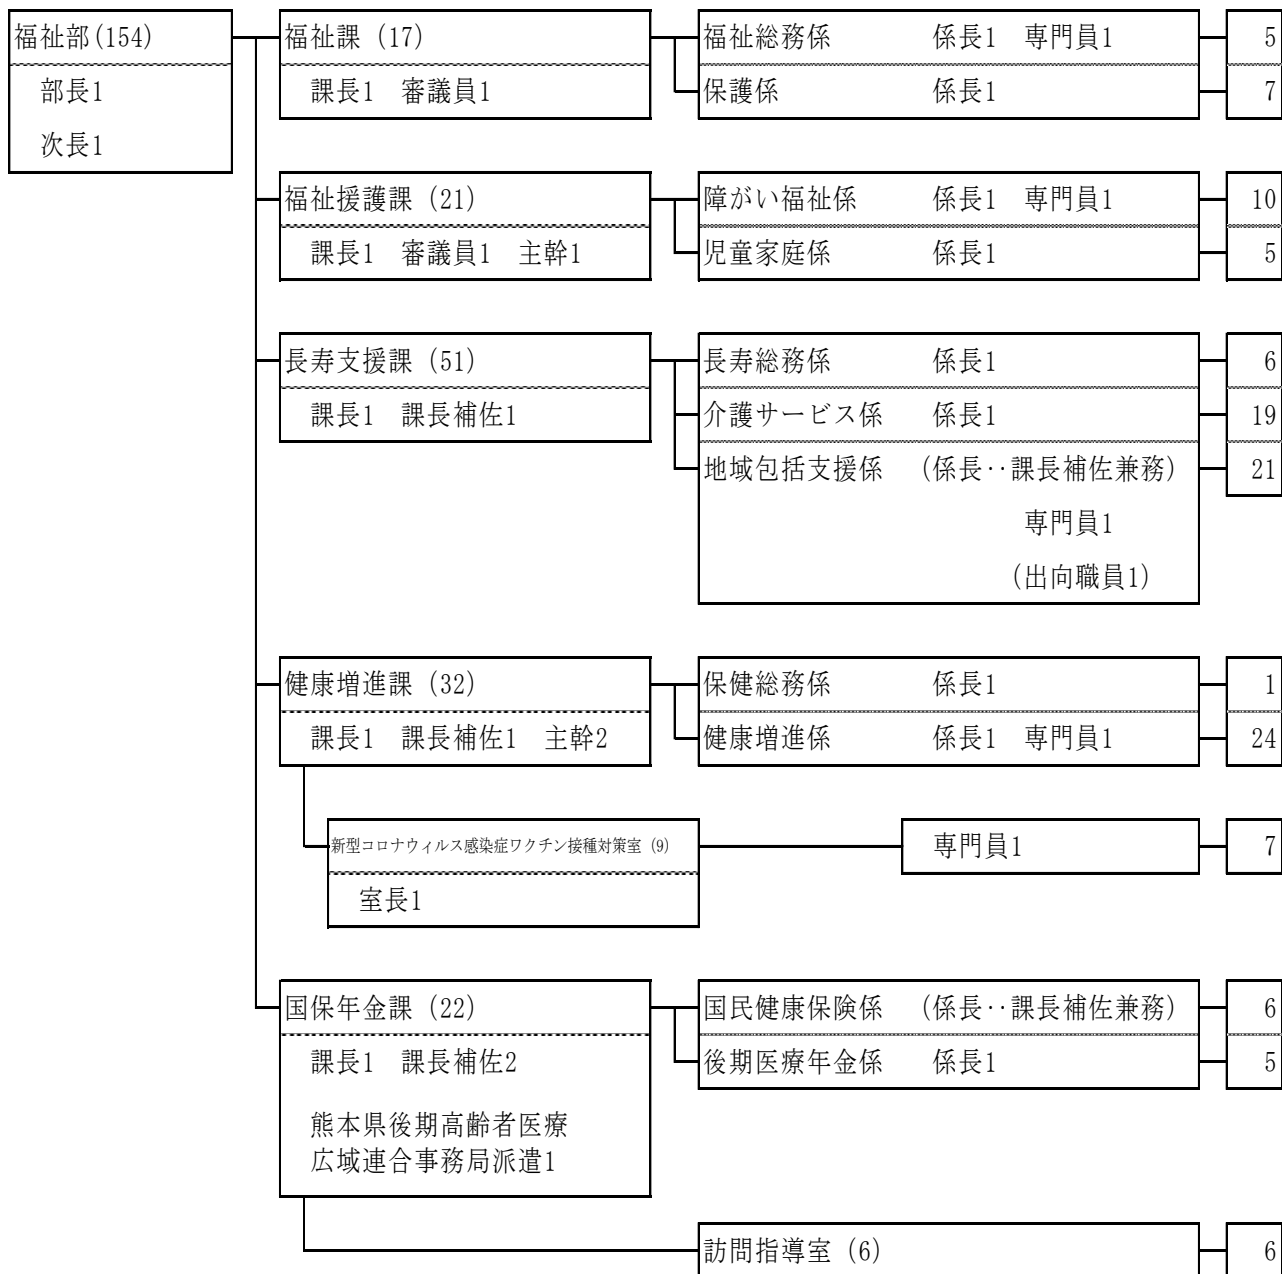 福祉部(154)
部長1
次長1
福祉課 (17)
課長1 審議員1
福祉総務係 係長1 専門員1 5
保護係 係長1 7
福祉援護課 (21)
課長1 審議員1 主幹1
障がい福祉係 係長1 専門員1 10
児童家庭係 係長1 5
長寿支援課 (51)
課長1 課長補佐1
長寿総務係 係長1 6
介護サービス係 係長1 19
地域包括支援係 (係長‥課長補佐兼務) 21
専門員1
(出向職員1)
健康増進課 (32)
課長1 課長補佐1 主幹2
保健総務係 係長1 1
健康増進係 係長1 専門員1 24
新型コロナウィルス感染症ワクチン接種対策室 (9)
室長1
専門員1 7
国保年金課 (22)
課長1 課長補佐2
熊本県後期高齢者医療
広域連合事務局派遣1
国民健康保険係 (係長‥課長補佐兼務) 6
後期医療年金係 係長1 5
訪問指導室 (6) 6